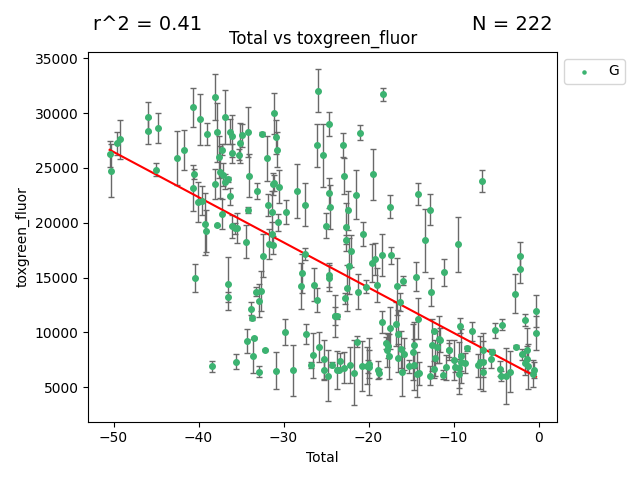 r^2 = 0.41
N = 222
Total vs toxgreen_fluor
G
35000
30000
25000
20000
15000
10000
5000
toxgreen_fluor
−50
−40
−30
−20
−10
0
Total